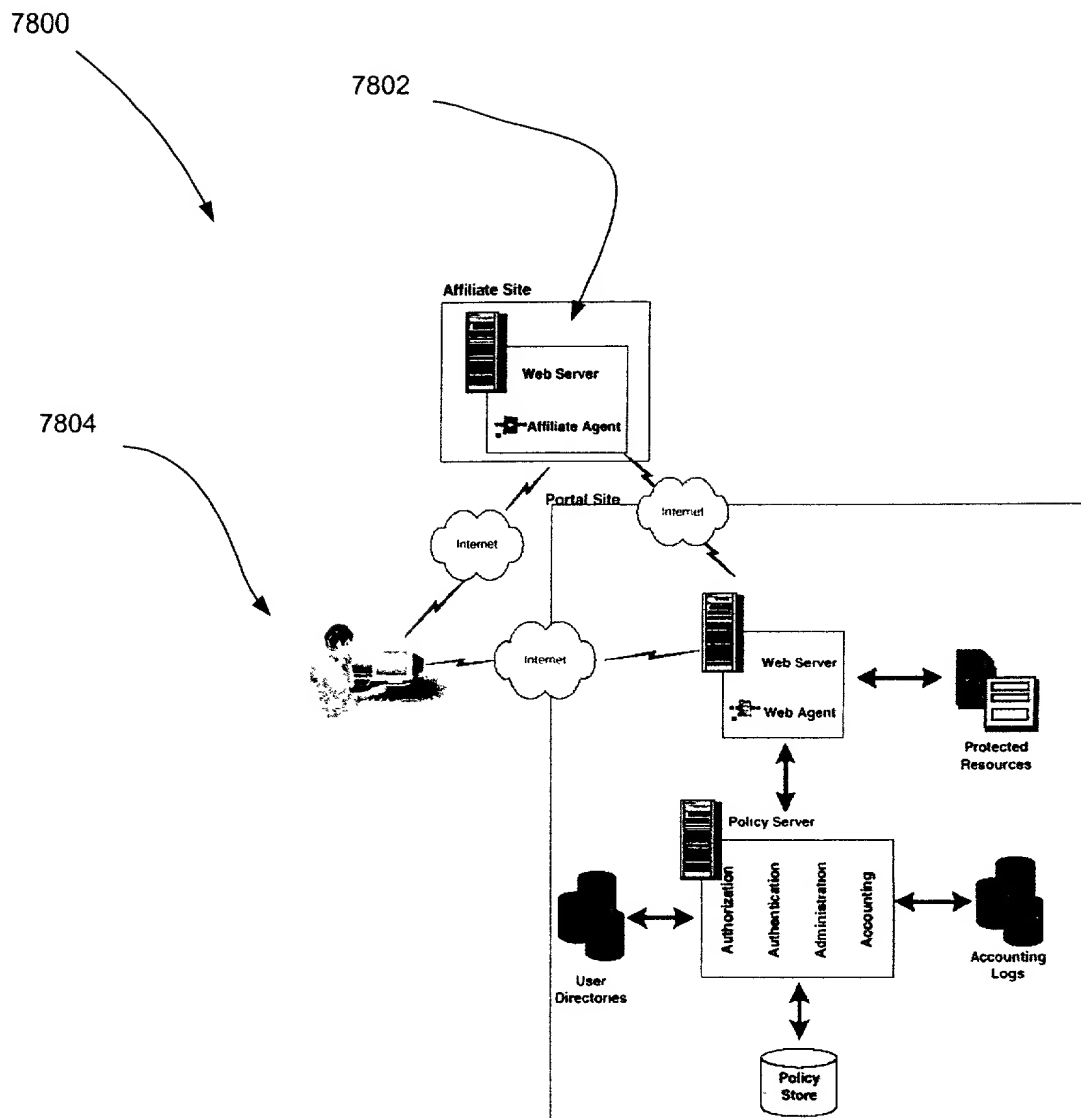 7800
7802
Affiliate Site
Web Server
Affiliate Agent
7804
Portal Site
Internet
Internet
Internet
Web Server
Web Agent
Protected
Resources
Policy Server
Authorization
Authentication
Administration
Accounting
User
Directories
Accounting
Logs
Policy
Store